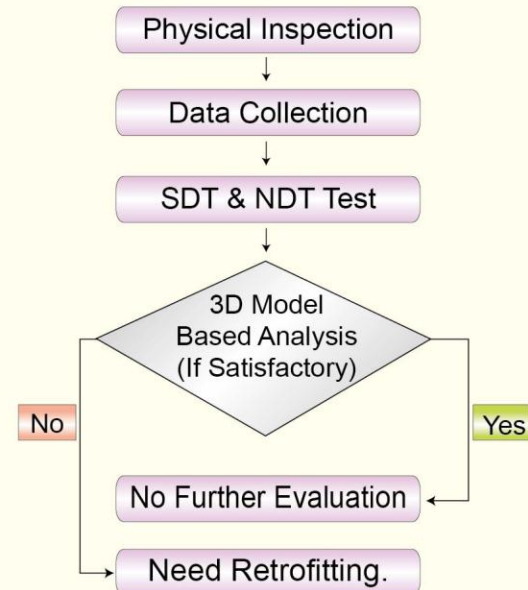 Physical Inspection
Data Collection
SDT & NDT Test
3D Model
Based Analysis
(If Satisfactory)
No
Yes
No Further Evaluation
Need Retrofitting.